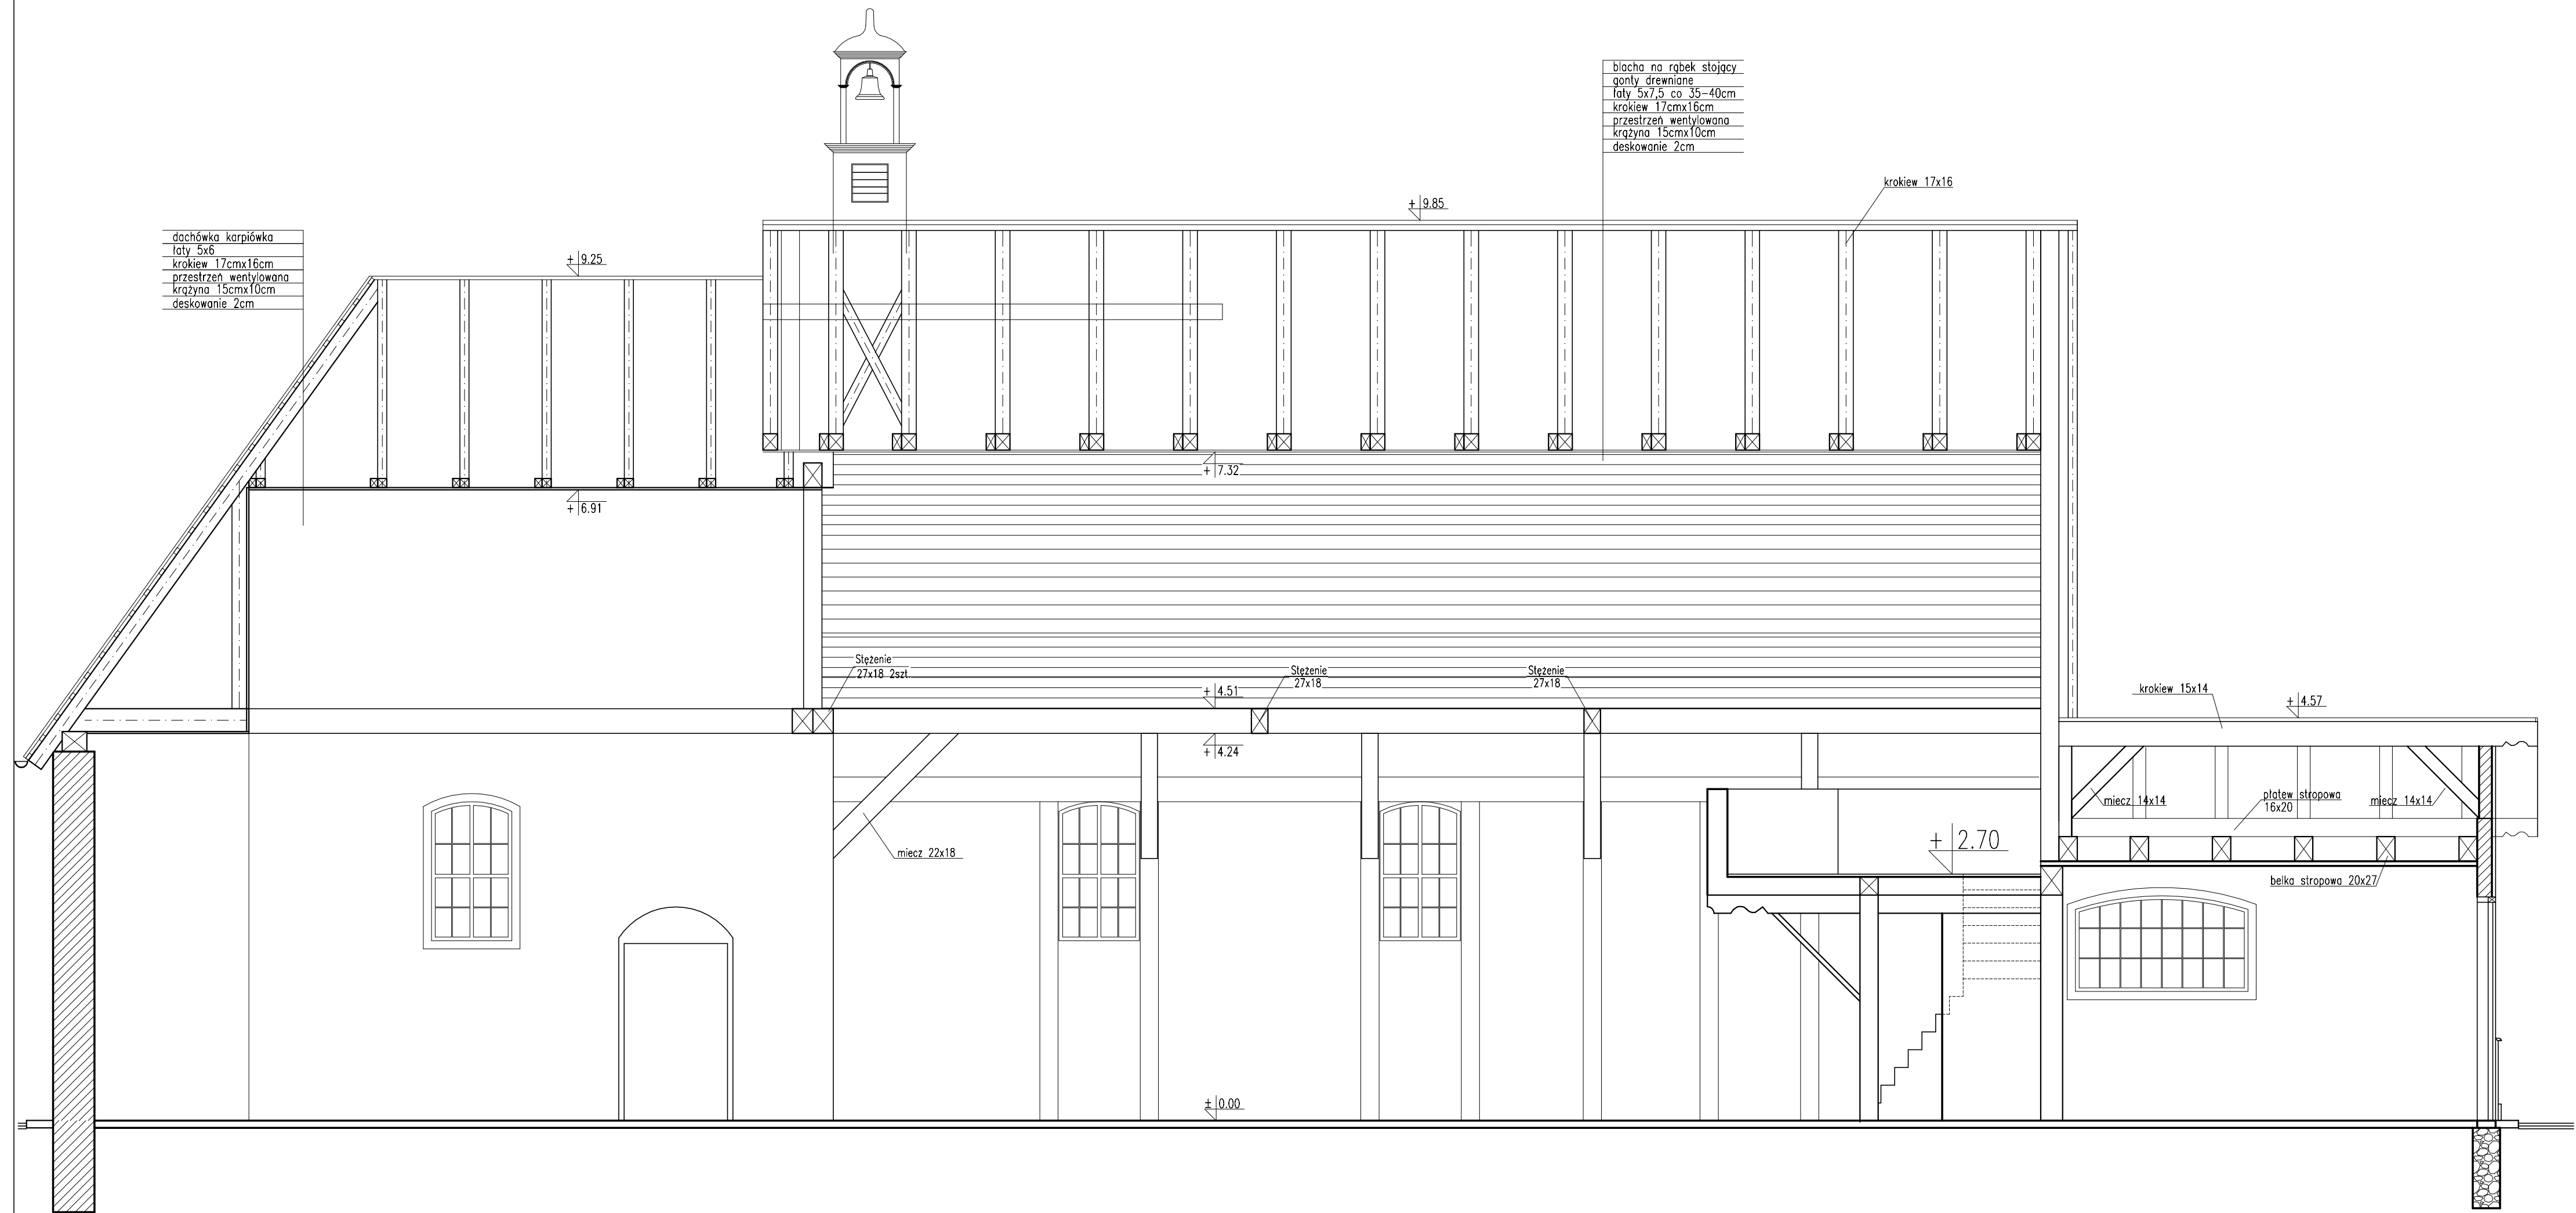 blacha na rąbek stojący
gonty drewniane
łaty 5x7,5 co 35-40cm
krokiew 17cmx16cm
przestrzeń wentylowana
krążyna 15cmx10cm
deskowanie 2cm
krokiew 17x16
+ 9.85
dachówka karpiówka
łaty 5x6
krokiew 17cmx16cm
przestrzeń wentylowana
krążyna 15cmx10cm
deskowanie 2cm
+ 9.25
+ 7.32
+ 6.91
Stężenie
27x18 2szt.
Stężenie
27x18
Stężenie
27x18
+ 4.51
krokiew 15x14
+ 4.57
+ 4.24
miecz 14x14
płatew stropowa
16x20
miecz 14x14
+ 2.70
miecz 22x18
belka stropowa 20x27
± 0.00